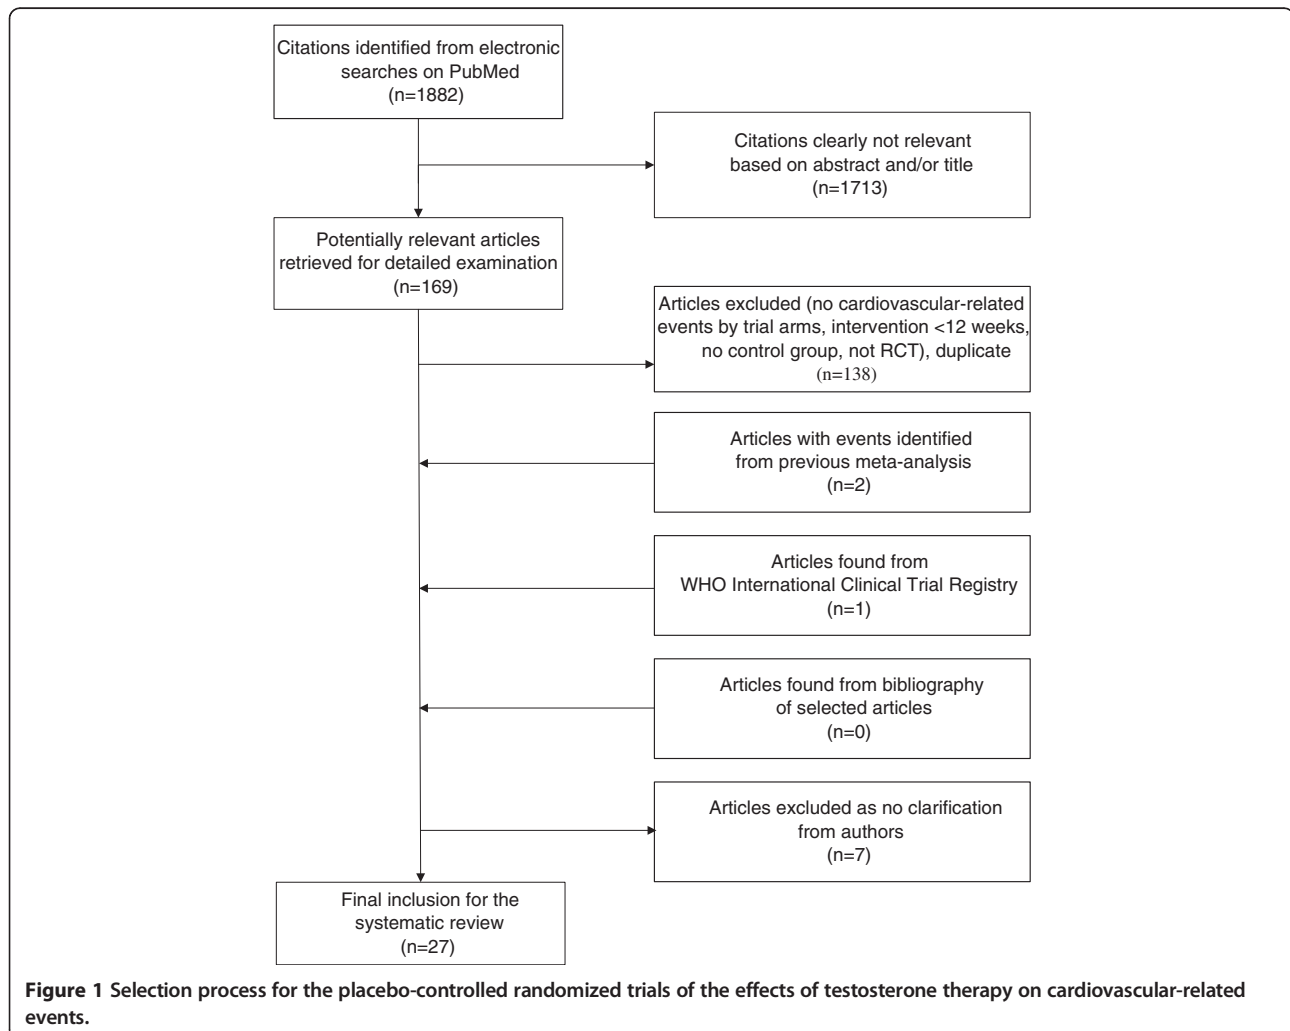 Citations identified from electronic
searches on PubMed
(n=1882)
Citations clearly not relevant
based on abstract and/or title
(n=1713)
Potentially relevant articles
retrieved for detailed examination
(n=169)
Articles excluded (no cardiovascular-related
events by trial arms, intervention <12 weeks,
no control group, not RCT), duplicate
(n=138)
Articles with events identified
from previous meta-analysis
(n=2)
Articles found from
WHO International Clinical Trial Registry
(n=1)
Articles found from bibliography
of selected articles
(n=0)
Articles excluded as no clarification
from authors
(n=7)
Final inclusion for the
systematic review
(n=27)
Figure 1 Selection process for the placebo-controlled randomized trials of the effects of testosterone therapy on cardiovascular-related
events.